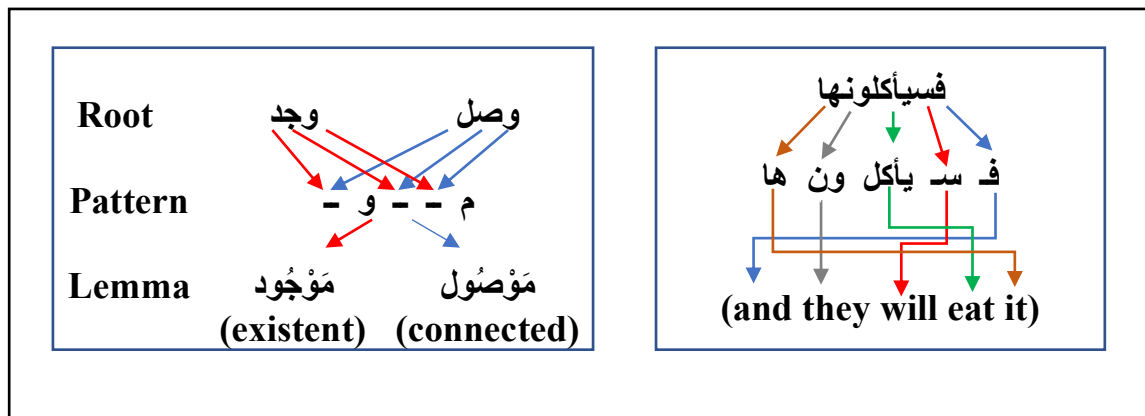 Root وجد وصل
Pattern م ـ ـ و ـ
Lemma مَوْجُود مَوْصُول
(existent) (connected)
فسيأكلونها
فـ سـ يأكل ون ها
(and they will eat it)